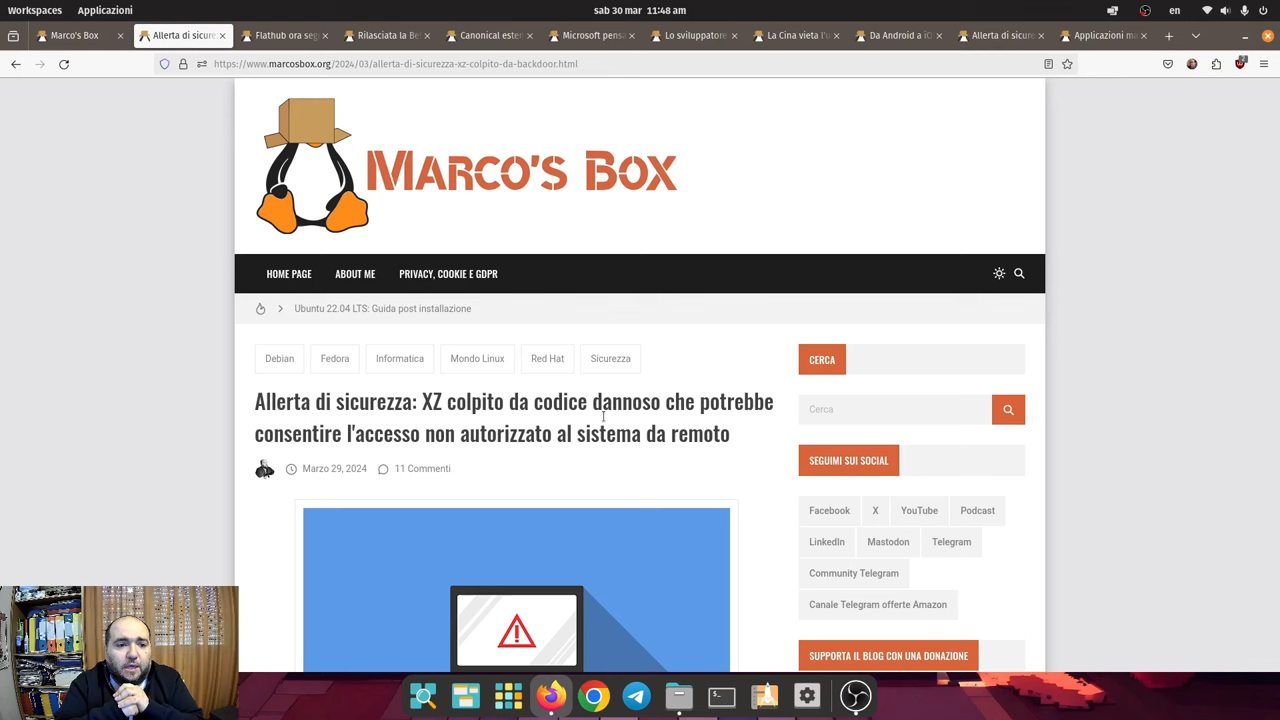 Workspaces Applicazioni sab 30 mar 11:48 am en
Marco's Box Allerta di sicure Flathub ora seg Rilasciata la Be Canonical esten Microsoft pensa Lo sviluppatore La Cina vieta l'u Da Android a iO Allerta di sicure Applicazioni ma
https://www.marcosbox.org/2024/03/allerta-di-sicurezza-xz-colpito-da-backdoor.html
Marco's Box
HOME PAGE ABOUT ME PRIVACY, COOKIE E GDPR
Ubuntu 22.04 LTS: Guida post installazione
Debian Fedora Informatica Mondo Linux Red Hat Sicurezza
Allerta di sicurezza: XZ colpito da codice dannoso che potrebbe
consentire l'accesso non autorizzato al sistema da remoto
Marzo 29, 2024 11 Commenti
CERCA
Cerca
SEGUIMI SUI SOCIAL
Facebook X YouTube Podcast
LinkedIn Mastodon Telegram
Community Telegram
Canale Telegram offerte Amazon
SUPPORTA IL BLOG CON UNA DONAZIONE